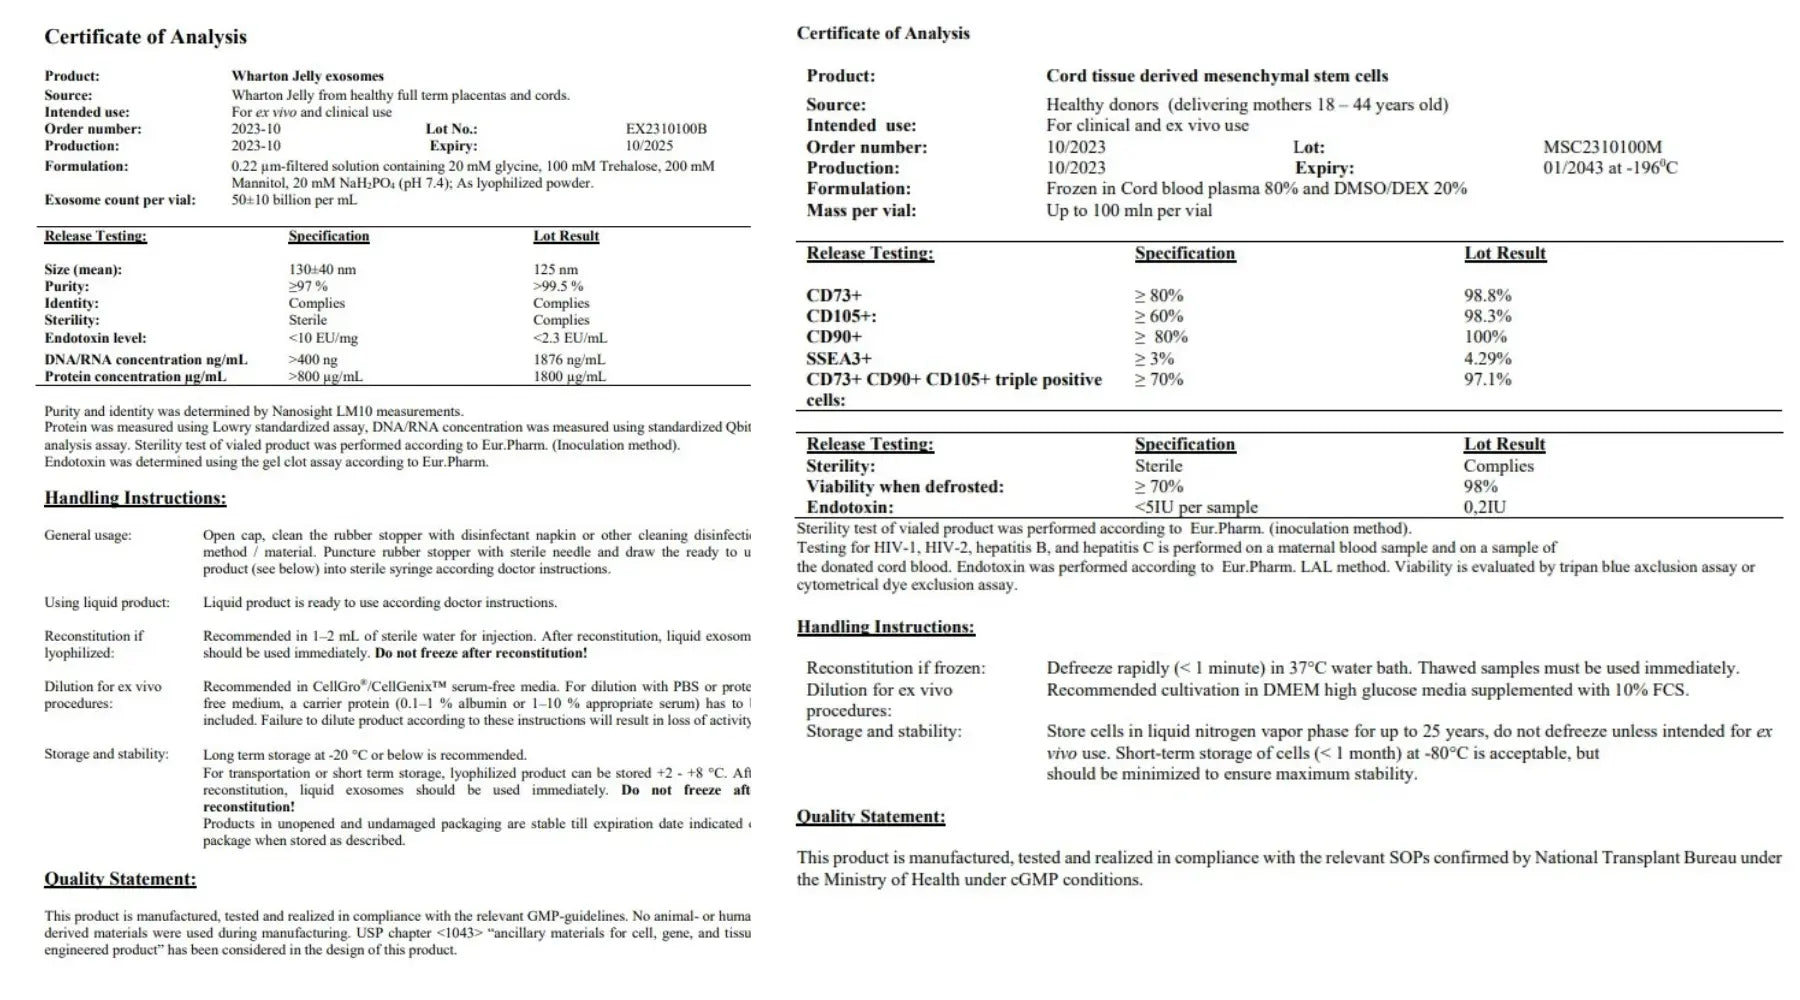 Certificate of Analysis
Product: Wharton Jelly exosomes
Source: Wharton Jelly from healthy full term placentas and cords.
Intended use: For ex vivo and clinical use
Order number: 2023-10 Lot No.: EX2310100B
Production: 2023-10 Expiry: 10/2025
Formulation: 0.22 µm-filtered solution containing 20 mM glycine, 100 mM Trehalose, 200 mM
Mannitol, 20 mM NaH₂PO₄ (pH 7.4); As lyophilized powder.
Exosome count per vial: 50±10 billion per mL
Release Testing: Specification Lot Result
Size (mean): 130±40 nm 125 nm
Purity: ≥97 % >99.5 %
Identity: Complies Complies
Sterility: Sterile Complies
Endotoxin level: <10 EU/mg <2.3 EU/mL
DNA/RNA concentration ng/mL >400 ng 1876 ng/mL
Protein concentration µg/mL >800 µg/mL 1800 µg/mL
Purity and identity was determined by Nanosight LM10 measurements.
Protein was measured using Lowry standardized assay, DNA/RNA concentration was measured using standardized Qbit
analysis assay. Sterility test of vialed product was performed according to Eur.Pharm. (Inoculation method).
Endotoxin was determined using the gel clot assay according to Eur.Pharm.
Handling Instructions:
General usage: Open cap, clean the rubber stopper with disinfectant napkin or other cleaning disinfecti
method / material. Puncture rubber stopper with sterile needle and draw the ready to u
product (see below) into sterile syringe according doctor instructions.
Using liquid product: Liquid product is ready to use according doctor instructions.
Reconstitution if Recommended in 1–2 mL of sterile water for injection. After reconstitution, liquid exosom
lyophilized: should be used immediately. Do not freeze after reconstitution!
Dilution for ex vivo Recommended in CellGro®/CellGenix™ serum-free media. For dilution with PBS or prote
procedures: free medium, a carrier protein (0.1–1 % albumin or 1–10 % appropriate serum) has to
included. Failure to dilute product according to these instructions will result in loss of activity
Storage and stability: Long term storage at -20 °C or below is recommended.
For transportation or short term storage, lyophilized product can be stored +2 - +8 °C. Aft
reconstitution, liquid exosomes should be used immediately. Do not freeze aft
reconstitution!
Products in unopened and undamaged packaging are stable till expiration date indicated
package when stored as described.
Quality Statement:
This product is manufactured, tested and realized in compliance with the relevant GMP-guidelines. No animal- or huma
derived materials were used during manufacturing. USP chapter <1043> “ancillary materials for cell, gene, and tissu
engineered product” has been considered in the design of this product.
Certificate of Analysis
Product: Cord tissue derived mesenchymal stem cells
Source: Healthy donors (delivering mothers 18 – 44 years old)
Intended use: For clinical and ex vivo use
Order number: 10/2023 Lot: MSC2310100M
Production: 10/2023 Expiry: 01/2043 at -196⁰C
Formulation: Frozen in Cord blood plasma 80% and DMSO/DEX 20%
Mass per vial: Up to 100 mln per vial
Release Testing: Specification Lot Result
CD73+ ≥ 80% 98.8%
CD105+: ≥ 60% 98.3%
CD90+ ≥ 80% 100%
SSEA3+ ≥ 3% 4.29%
CD73+ CD90+ CD105+ triple positive ≥ 70% 97.1%
cells:
Release Testing: Specification Lot Result
Sterility: Sterile Complies
Viability when defrosted: ≥ 70% 98%
Endotoxin: <5IU per sample 0,2IU
Sterility test of vialed product was performed according to Eur.Pharm. (inoculation method).
Testing for HIV-1, HIV-2, hepatitis B, and hepatitis C is performed on a maternal blood sample and on a sample of
the donated cord blood. Endotoxin was performed according to Eur.Pharm. LAL method. Viability is evaluated by tripan blue axclusion assay or
cytometrical dye exclusion assay.
Handling Instructions:
Reconstitution if frozen: Defreeze rapidly (< 1 minute) in 37°C water bath. Thawed samples must be used immediately.
Dilution for ex vivo Recommended cultivation in DMEM high glucose media supplemented with 10% FCS.
procedures:
Storage and stability: Store cells in liquid nitrogen vapor phase for up to 25 years, do not defreeze unless intended for ex
vivo use. Short-term storage of cells (< 1 month) at -80°C is acceptable, but
should be minimized to ensure maximum stability.
Quality Statement:
This product is manufactured, tested and realized in compliance with the relevant SOPs confirmed by National Transplant Bureau under
the Ministry of Health under cGMP conditions.